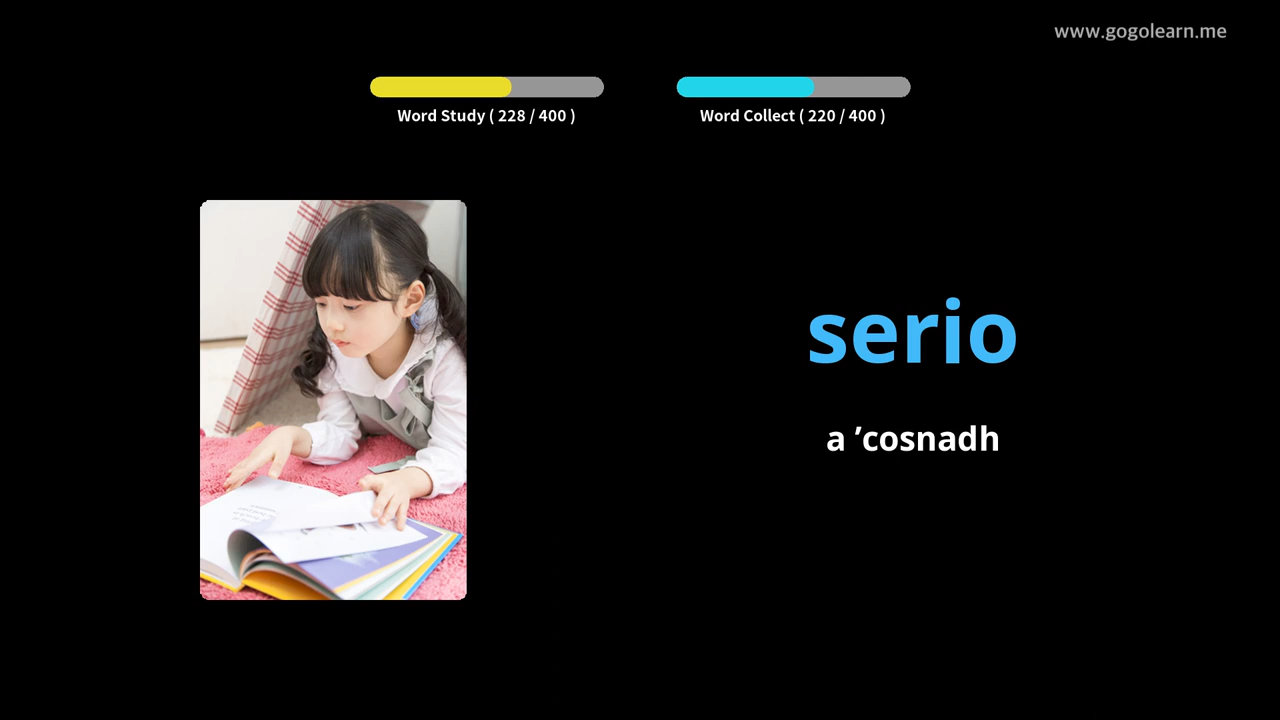 www.gogolearn.me
Word Study ( 228 / 400 )
Word Collect ( 220 / 400 )
serio
a ’cosnadh